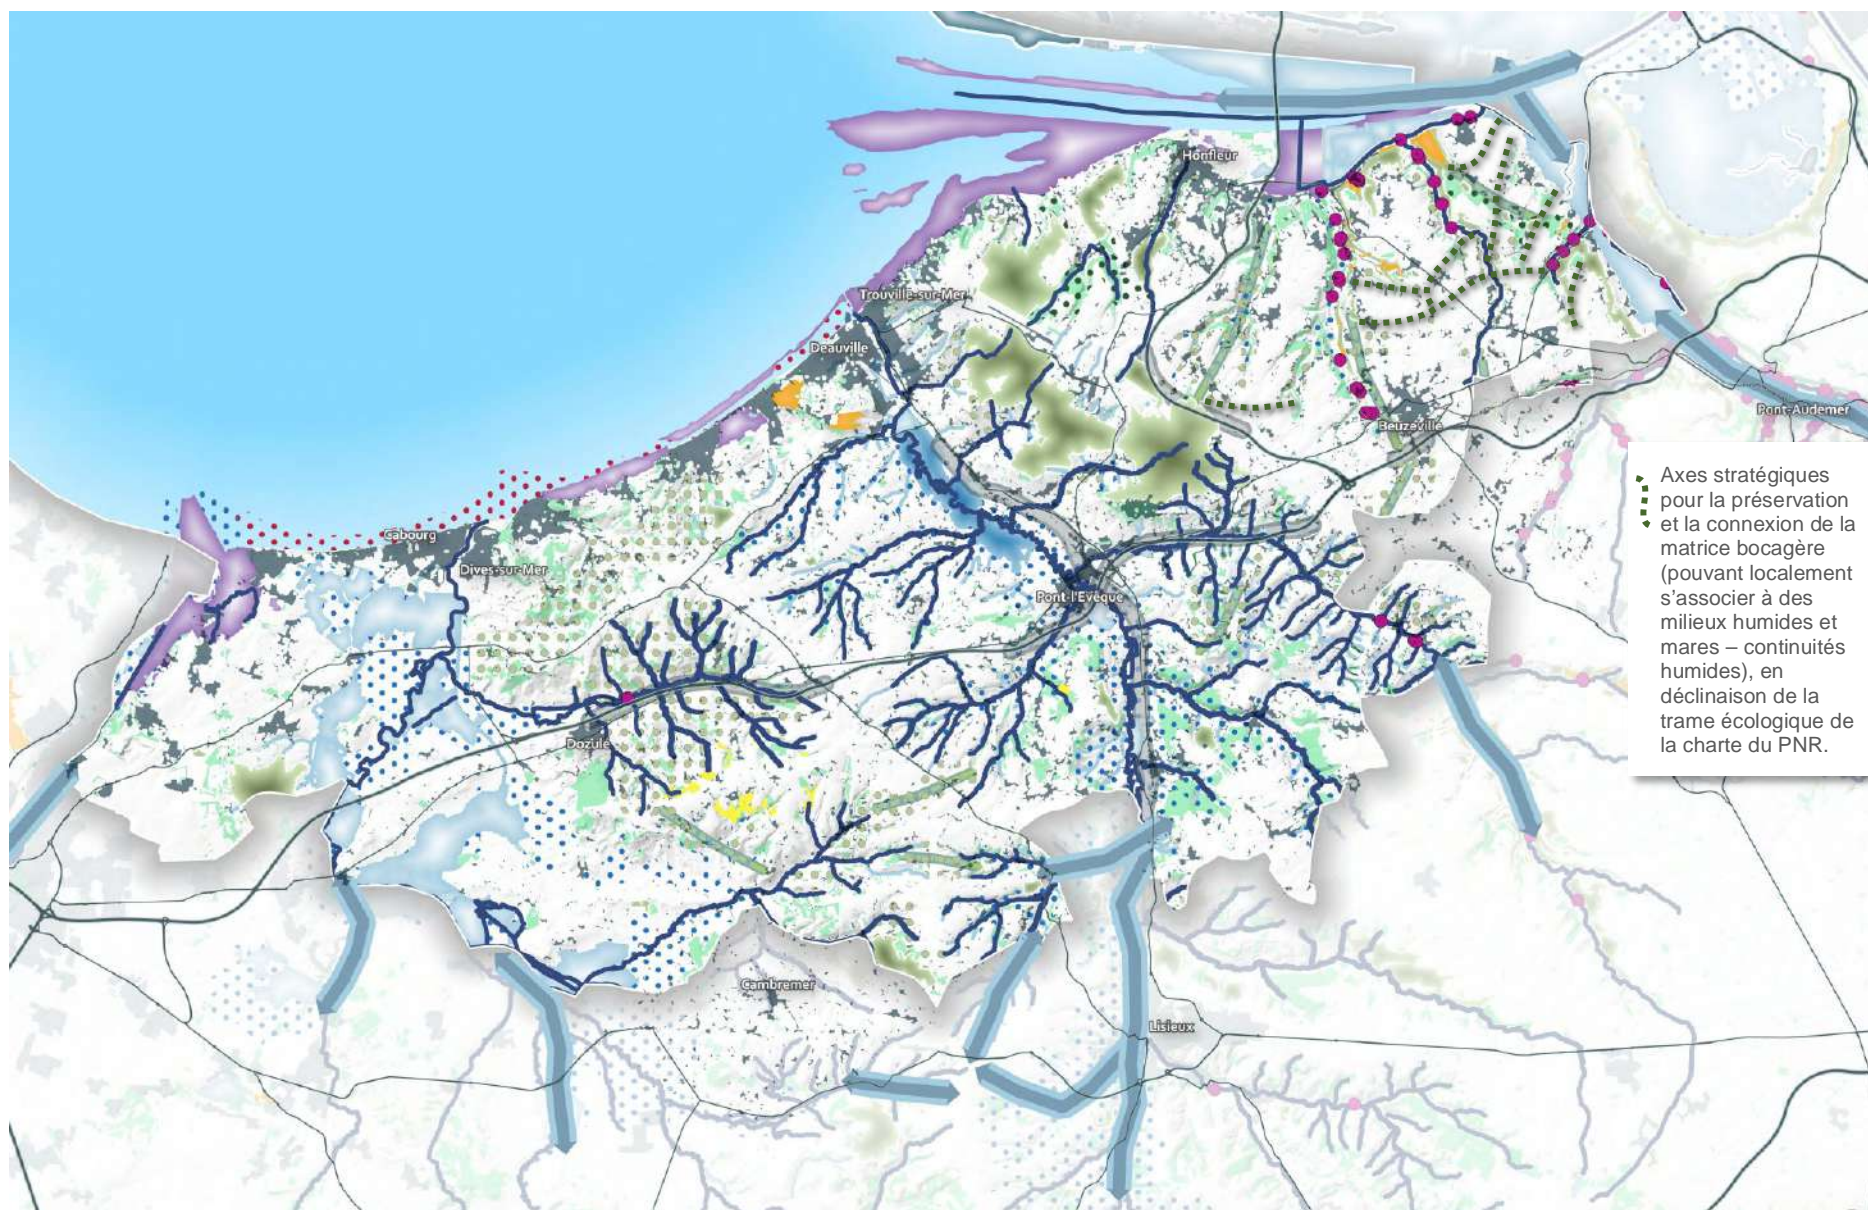 Honfleur
Trouville-sur-Mer
Deauville
Pont-Audemer
Beuzeville
Axes stratégiques
pour la préservation
et la connexion de la
matrice bocagère
(pouvant localement
s'associer à des
milieux humides et
mares – continuités
humides), en
déclinaison de la
trame écologique de
la charte du PNR.
Cabourg
Dives-sur-Mer
Pont-l'Evêque
Dozulé
Cambremer
Lisieux